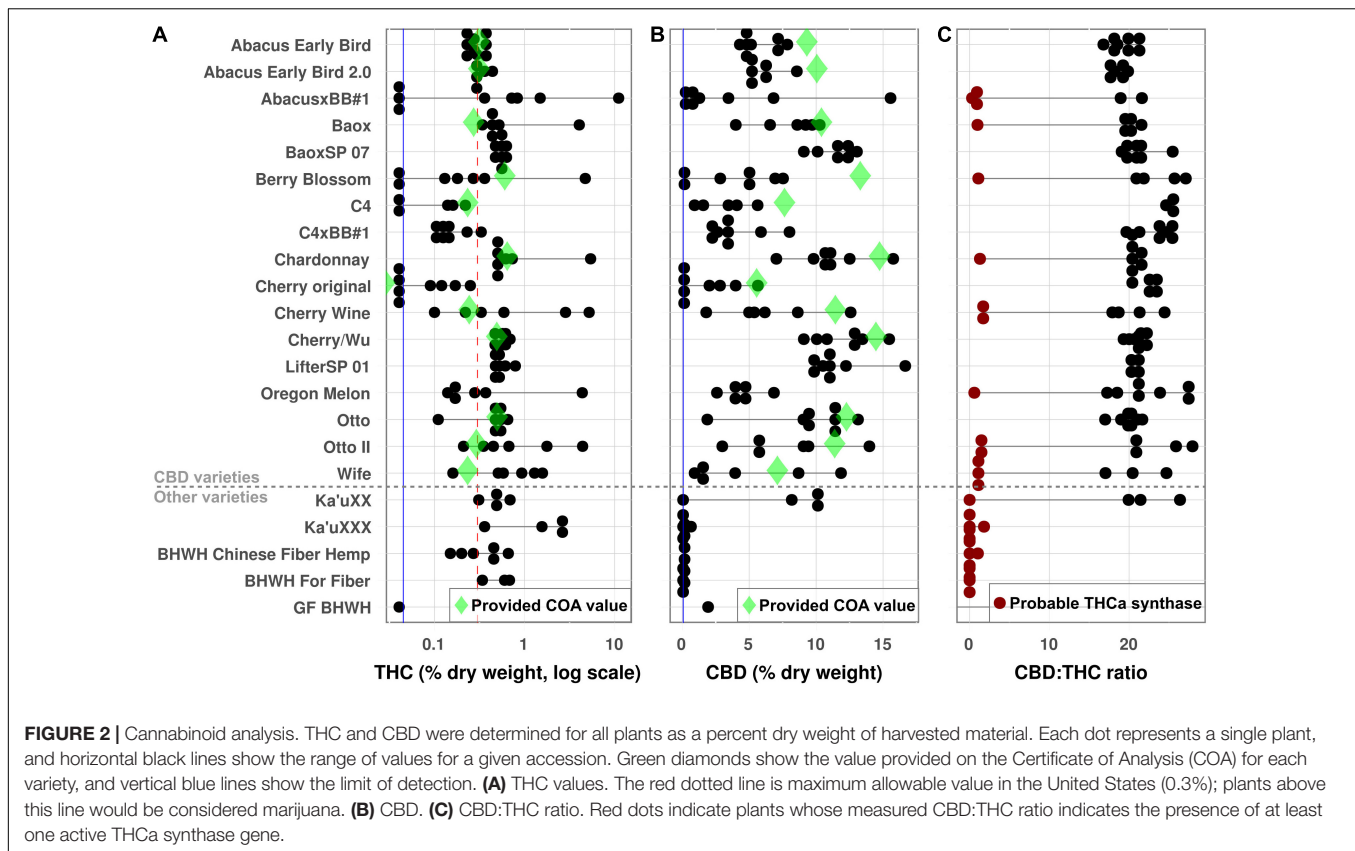 A
B
C
Abacus Early Bird
Abacus Early Bird 2.0
AbacusxBB#1
Baox
BaoxSP 07
Berry Blossom
C4
C4xBB#1
Chardonnay
Cherry original
Cherry Wine
Cherry/Wu
LifterSP 01
Oregon Melon
Otto
Otto II
Wife
CBD varieties
Other varieties
Ka'uXX
Ka'uXXX
BHWH Chinese Fiber Hemp
BHWH For Fiber
GF BHWH
Provided COA value
Provided COA value
Probable THCa synthase
0.1 1 10
0 5 10 15
0 10 20
THC (% dry weight, log scale)
CBD (% dry weight)
CBD:THC ratio
FIGURE 2 | Cannabinoid analysis. THC and CBD were determined for all plants as a percent dry weight of harvested material. Each dot represents a single plant,
and horizontal black lines show the range of values for a given accession. Green diamonds show the value provided on the Certificate of Analysis (COA) for each
variety, and vertical blue lines show the limit of detection. (A) THC values. The red dotted line is maximum allowable value in the United States (0.3%); plants above
this line would be considered marijuana. (B) CBD. (C) CBD:THC ratio. Red dots indicate plants whose measured CBD:THC ratio indicates the presence of at least
one active THCa synthase gene.